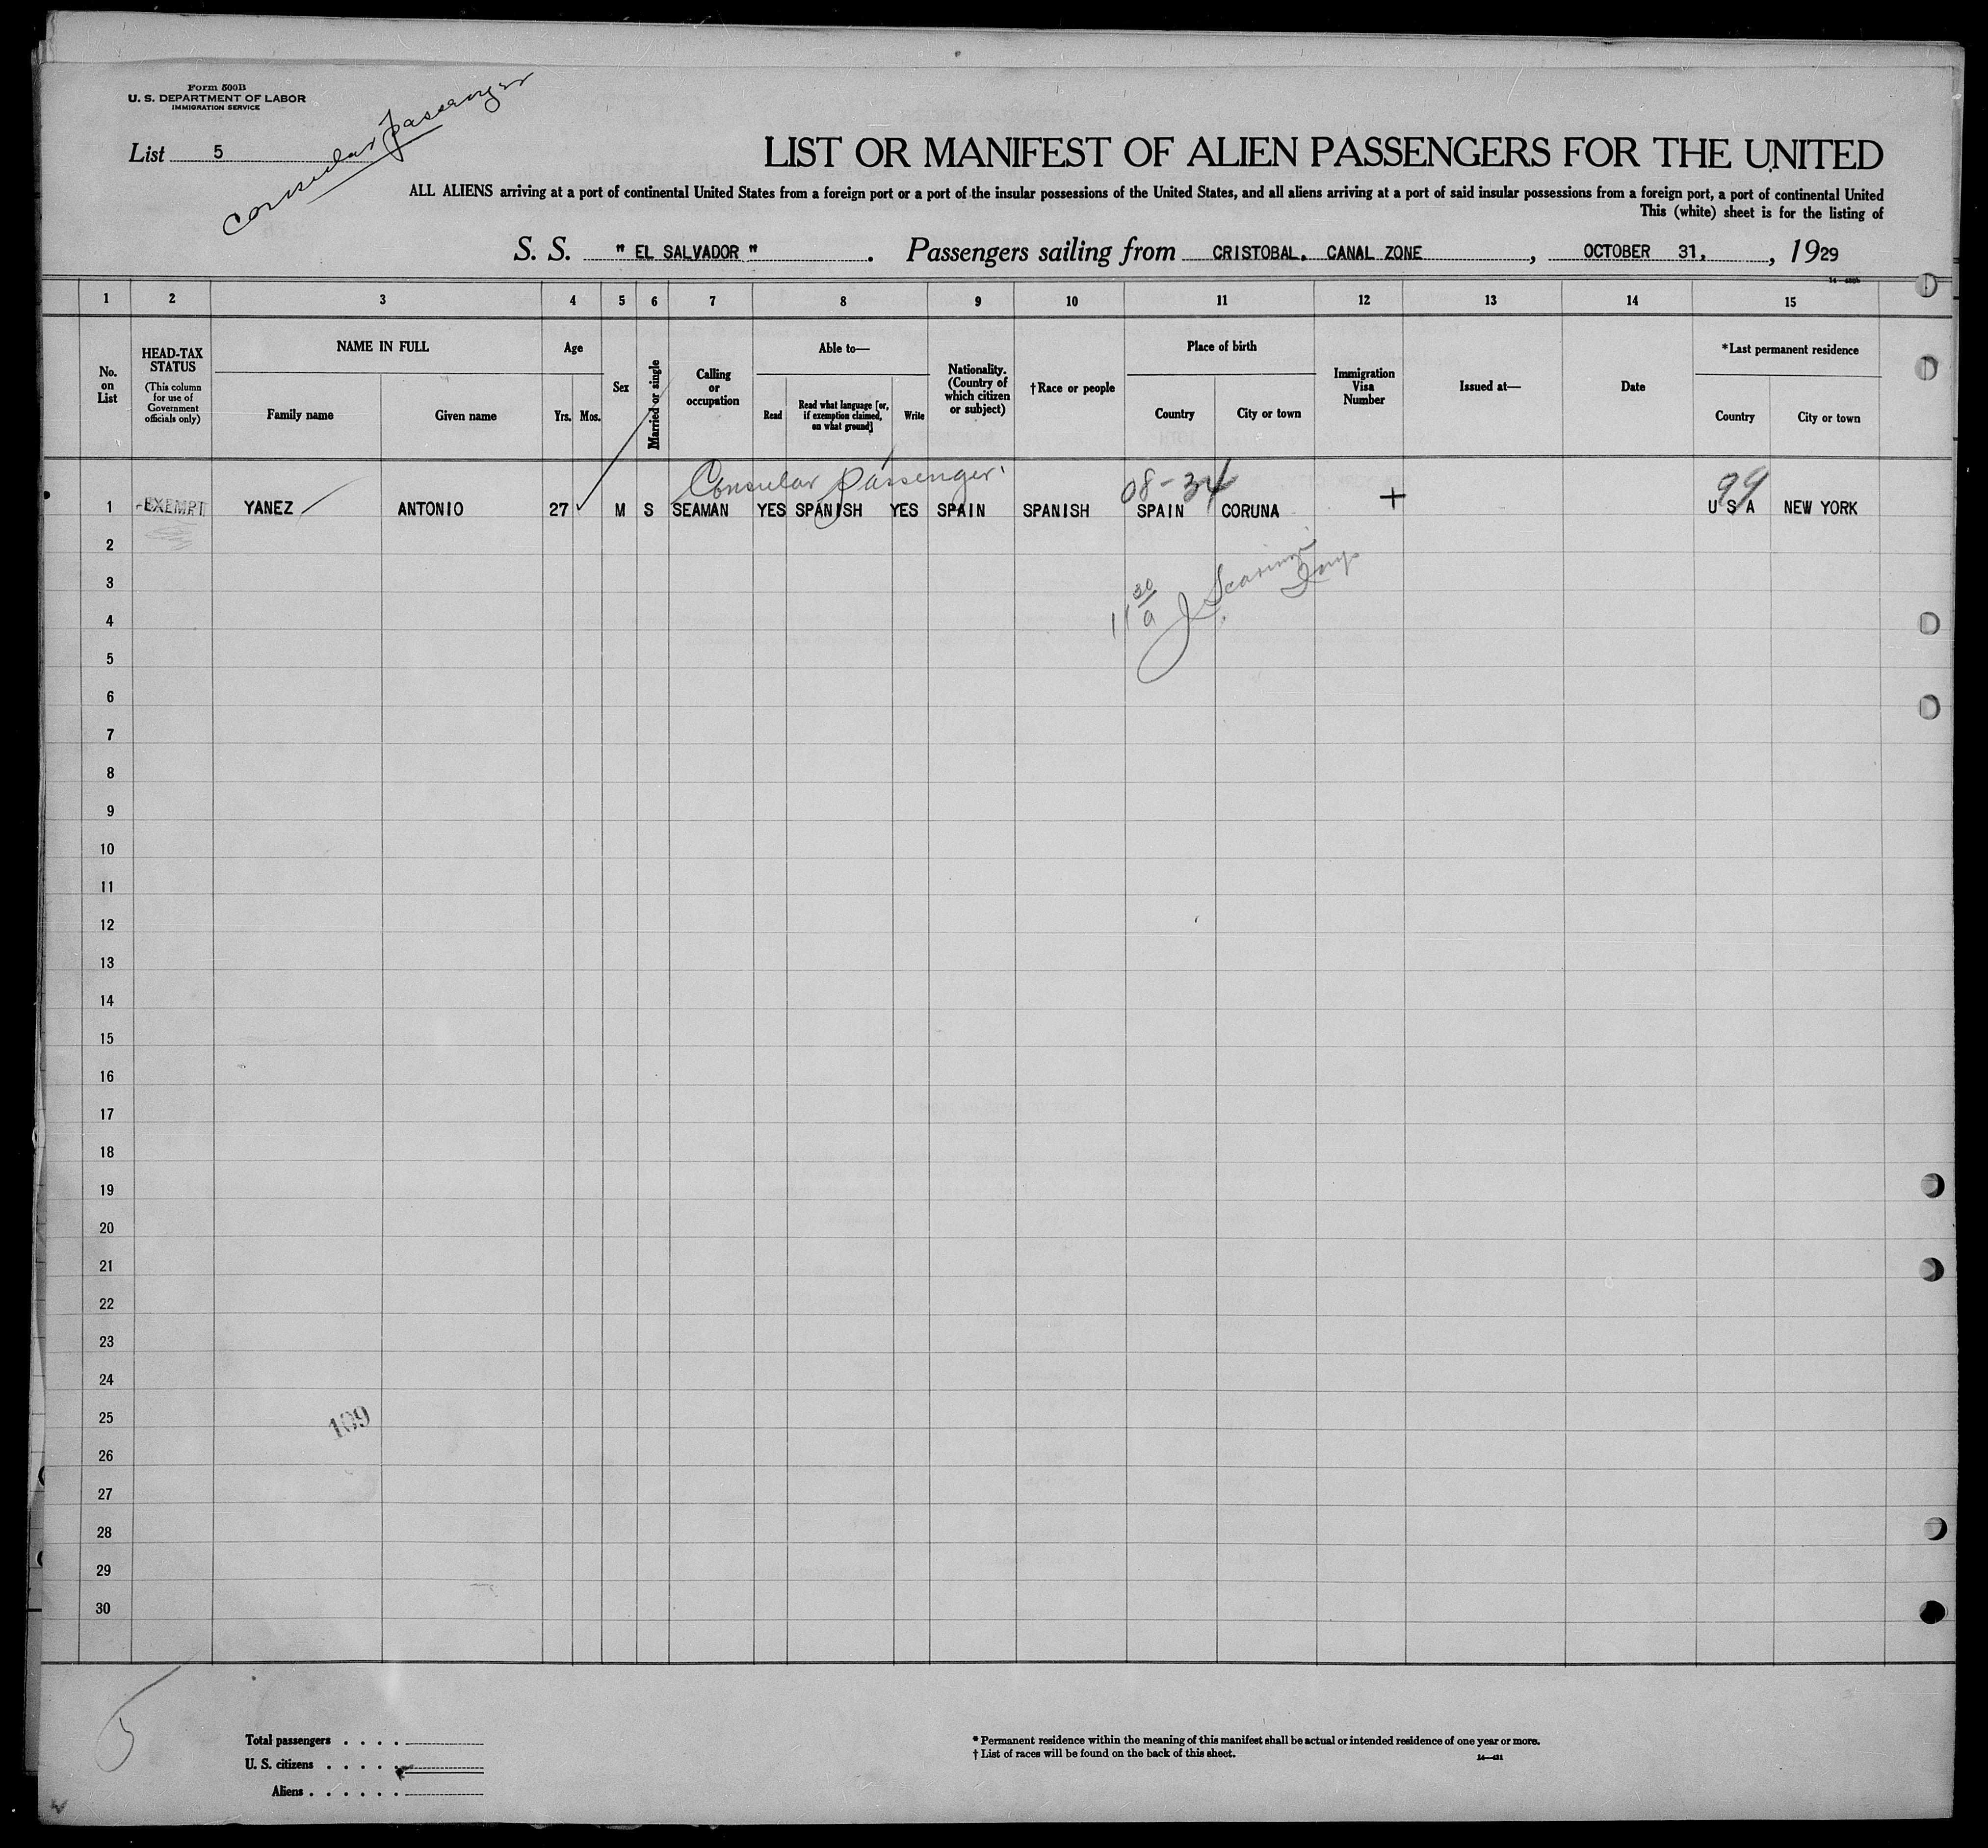 Form 500B
U. S. DEPARTMENT OF LABOR
IMMIGRATION SERVICE
Consular Passenger
List 5
LIST OR MANIFEST OF ALIEN PASSENGERS FOR THE UNITED
ALL ALIENS arriving at a port of continental United States from a foreign port or a port of the insular possessions of the United States, and all aliens arriving at a port of said insular possessions from a foreign port, a port of continental United
This (white) sheet is for the listing of
S. S. " EL SALVADOR " . Passengers sailing from CRISTOBAL, CANAL ZONE , OCTOBER 31, , 1929
1 2 3 4 5 6 7 8 9 10 11 12 13 14 15
No. on List
HEAD-TAX STATUS
(This column for use of Government officials only)
NAME IN FULL
Family name
Given name
Age
Yrs. Mos.
Sex
Married or single
Calling or occupation
Able to—
Read
Read what language [or, if exemption claimed, on what ground]
Write
Nationality. (Country of which citizen or subject)
†Race or people
Place of birth
Country
City or town
Immigration Visa Number
Issued at—
Date
*Last permanent residence
Country
City or town
Consular Passenger
08-34
99
1 EXEMPT YANEZ ANTONIO 27 M S SEAMAN YES SPANISH YES SPAIN SPANISH SPAIN CORUNA + U S A NEW YORK
2
3
11 30/a
4
5
6
7
8
9
10
11
12
13
14
15
16
17
18
19
20
21
22
23
24
25
109
26
27
28
29
30
5
Total passengers . . . .
U. S. citizens . . . . .
Aliens . . . . . .
* Permanent residence within the meaning of this manifest shall be actual or intended residence of one year or more.
† List of races will be found on the back of this sheet.
14—431